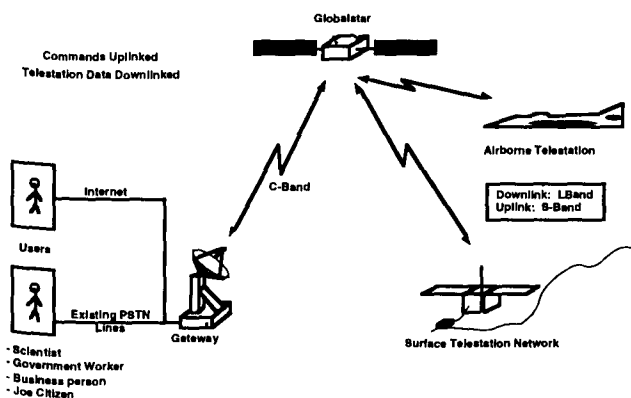 Globalstar
Commands Uplinked
Telestation Data Downlinked
Airborne Telestation
C-Band
Internet
Downlink: LBand
Uplink: S-Band
Users
Existing PSTN
Lines
Gateway
Surface Telestation Network
- Scientist
- Government Worker
- Business person
- Joe Citizen